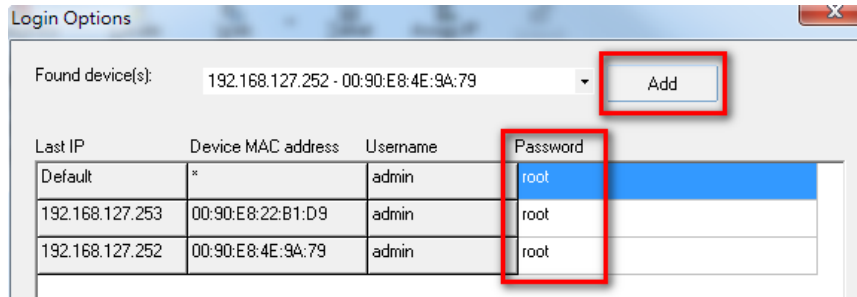 Login Options
Found device(s): 192.168.127.252 - 00:90:E8:4E:9A:79 Add
Last IP Device MAC address Username Password
Default * admin root
192.168.127.253 00:90:E8:22:B1:D9 admin root
192.168.127.252 00:90:E8:4E:9A:79 admin root